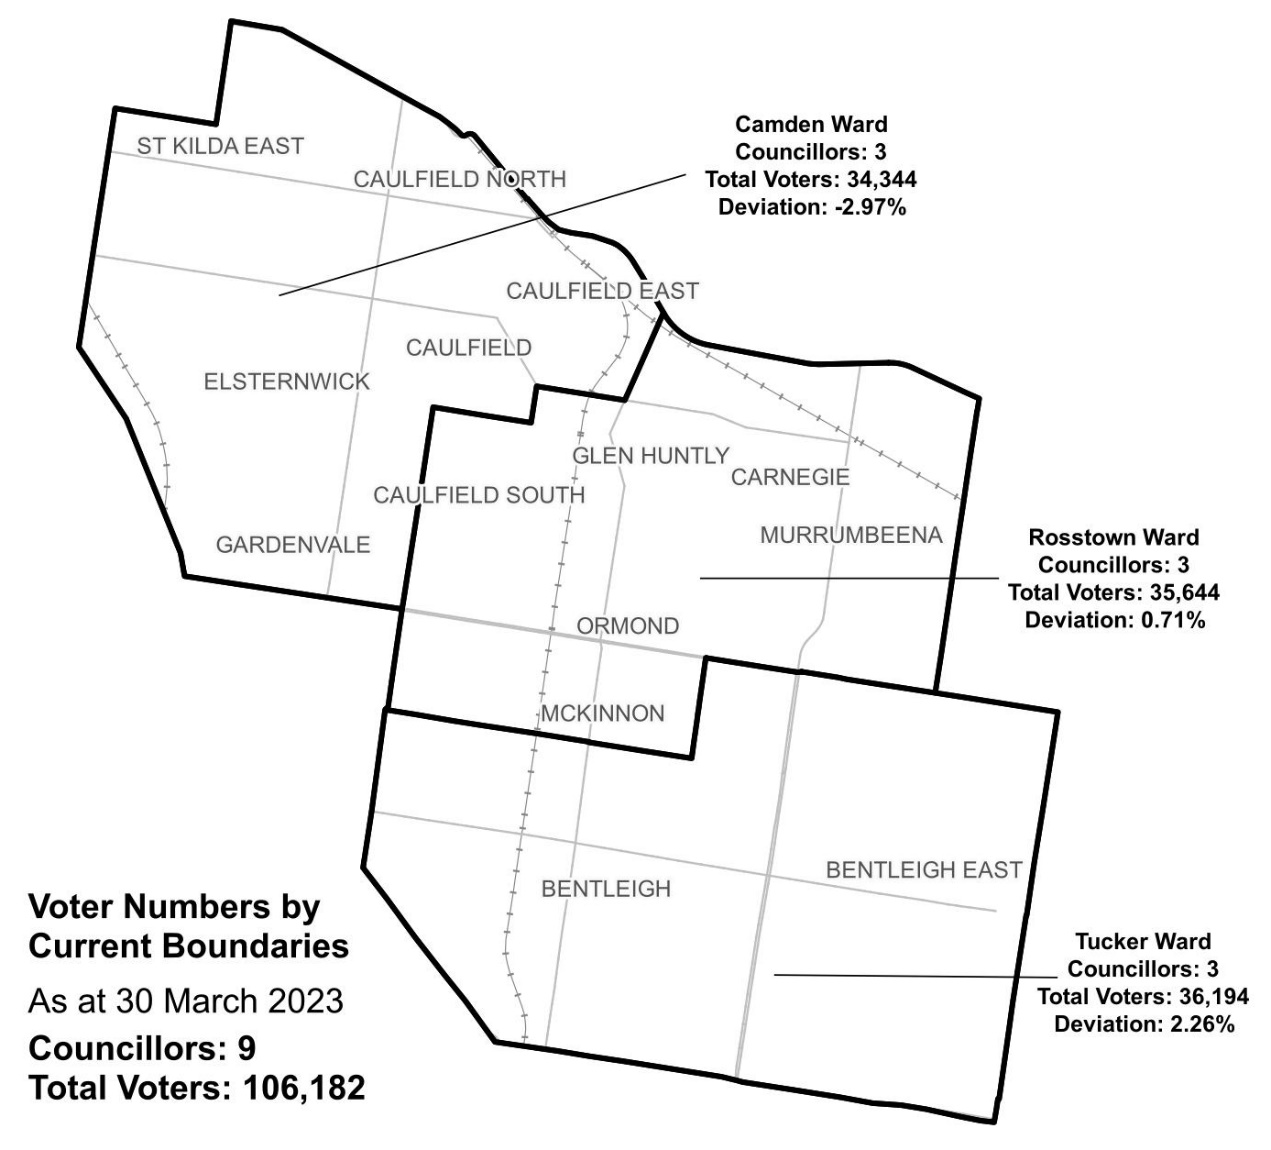 ST KILDA EAST
CAULFIELD NORTH
Camden Ward
Councillors: 3
Total Voters: 34,344
Deviation: -2.97%
CAULFIELD EAST
CAULFIELD
ELSTERNWICK
GLEN HUNTLY
CARNEGIE
CAULFIELD SOUTH
MURRUMBEENA
GARDENVALE
Rosstown Ward
Councillors: 3
Total Voters: 35,644
Deviation: 0.71%
ORMOND
MCKINNON
BENTLEIGH EAST
BENTLEIGH
Voter Numbers by
Current Boundaries
As at 30 March 2023
Councillors: 9
Total Voters: 106,182
Tucker Ward
Councillors: 3
Total Voters: 36,194
Deviation: 2.26%